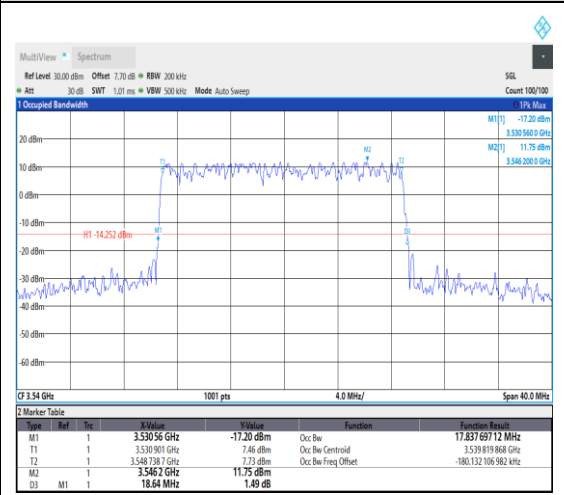 MultiView Spectrum
Ref Level 30.00 dBm Offset 7.70 dB RBW 200 kHz SGL
Att 30 dB SWT 1.01 ms VBW 500 kHz Mode Auto Sweep Count 100/100
1 Occupied Bandwidth 1Pk Max
M1[1] -17.20 dBm
3.530 560 0 GHz
M2[1] 11.75 dBm
3.546 200 0 GHz
20 dBm
M2
T1 T2
10 dBm
0 dBm
-10 dBm
H1 -14.252 dBm
M1
D3
-20 dBm
-30 dBm
-40 dBm
-50 dBm
-60 dBm
CF 3.54 GHz 1001 pts 4.0 MHz/ Span 40.0 MHz
2 Marker Table
Type Ref Trc X-Value Y-Value Function Function Result
M1 1 3.530 56 GHz -17.20 dBm Occ Bw 17.837 697 12 MHz
T1 1 3.530 901 GHz 7.46 dBm Occ Bw Centroid 3.539 819 868 GHz
T2 1 3.548 738 7 GHz 7.73 dBm Occ Bw Freq Offset -180.132 106 982 kHz
M2 1 3.546 2 GHz 11.75 dBm
D3 M1 1 18.64 MHz 1.49 dB